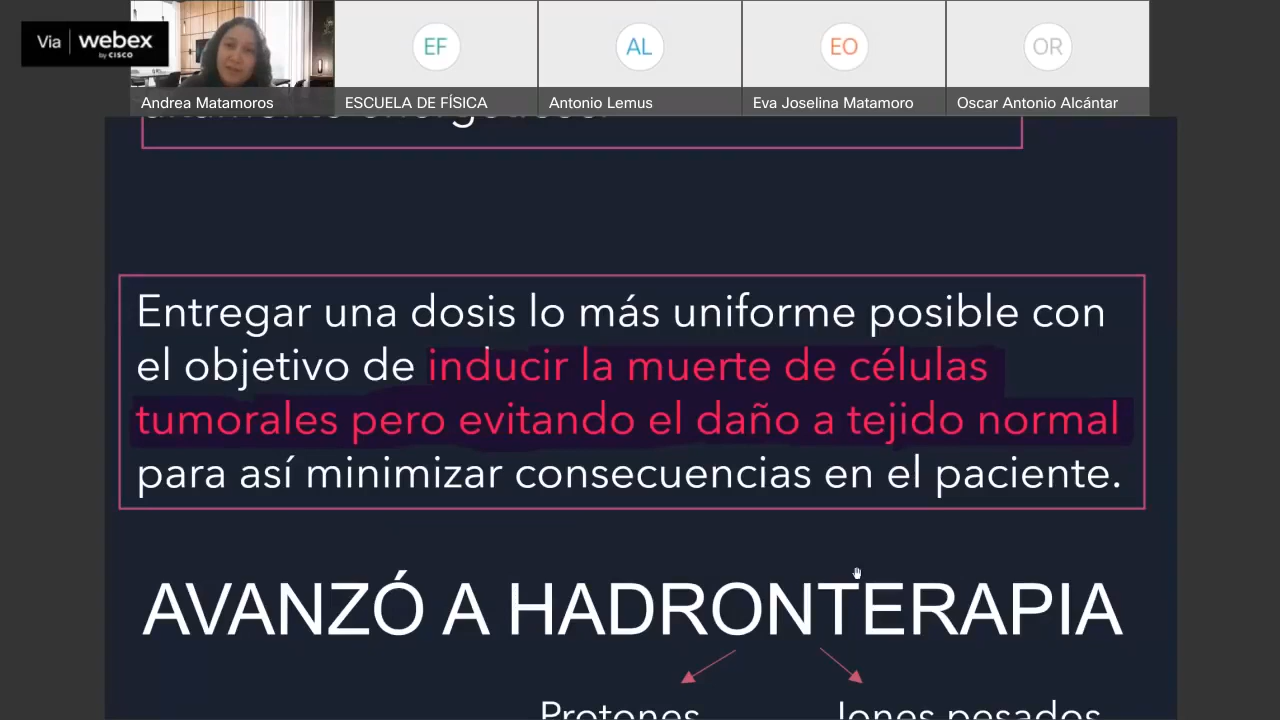 Via webex
by CISCO
EF
AL
EO
OR
Andrea Matamoros
ESCUELA DE FÍSICA
Antonio Lemus
Eva Joselina Matamoro
Oscar Antonio Alcántar
Entregar una dosis lo más uniforme posible con
el objetivo de inducir la muerte de células
tumorales pero evitando el daño a tejido normal
para así minimizar consecuencias en el paciente.
AVANZÓ A HADRONTERAPIA
Protones
Iones pesados